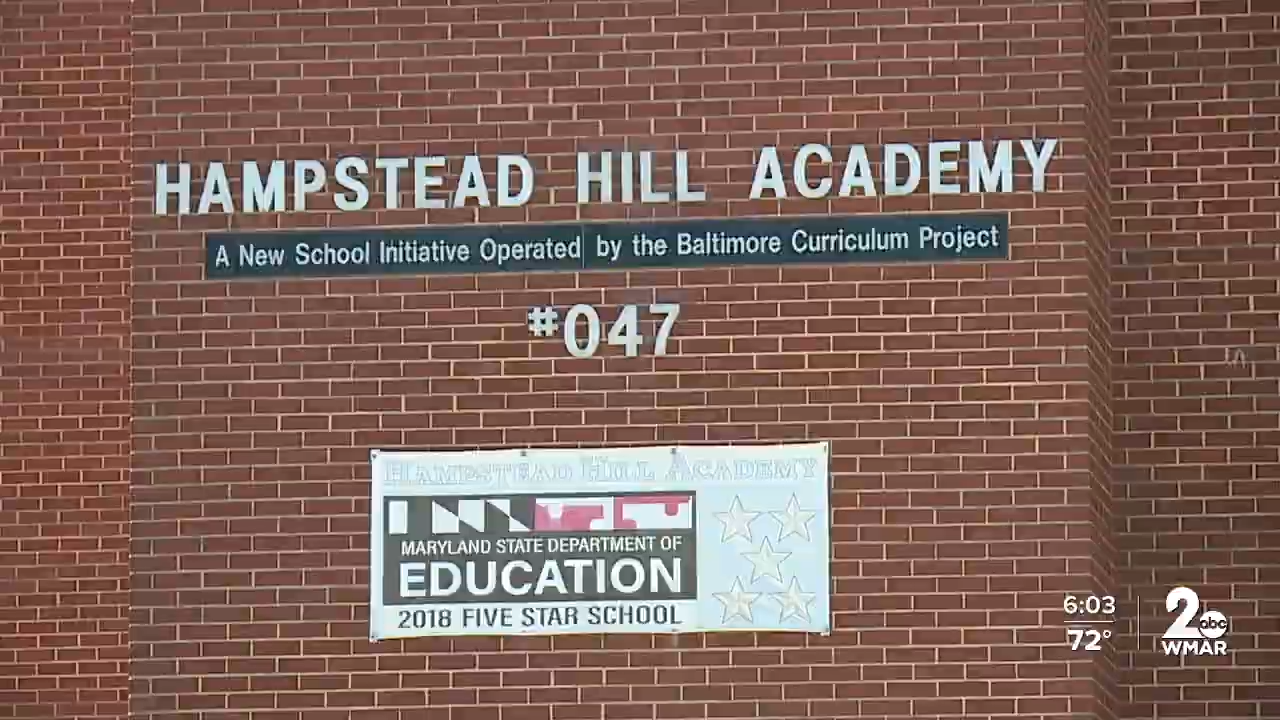 HAMPSTEAD HILL ACADEMY
A New School Initiative Operated by the Baltimore Curriculum Project
#047
HAMPSTEAD HILL ACADEMY
MARYLAND STATE DEPARTMENT OF
EDUCATION
2018 FIVE STAR SCHOOL
6:03
72°
2 abc
WMAR